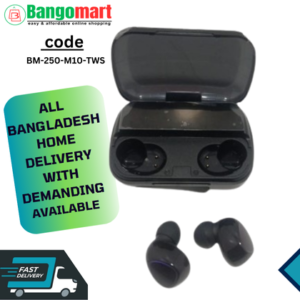 Bangomart
easy & affordable online shopping
code
BM-250-M10-TWS
ALL
BANGLADESH
HOME
DELIVERY
WITH
DEMANDING
AVAILABLE
FAST
DELIVERY